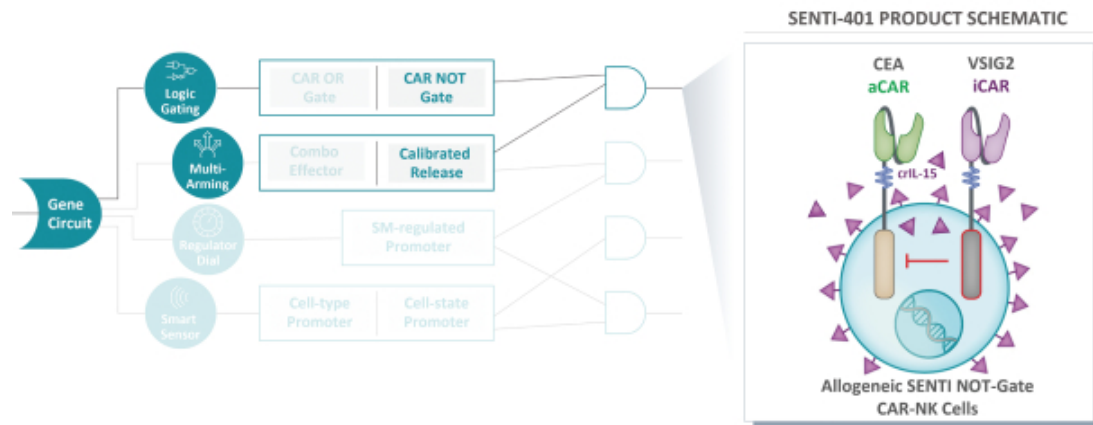 SENTI-401 PRODUCT SCHEMATIC
Logic
Gating
CAR OR
Gate
CAR NOT
Gate
Multi-
Arming
Combo
Effector
Calibrated
Release
Gene
Circuit
Regulator
Dial
SM-regulated
Promoter
Smart
Sensor
Cell-type
Promoter
Cell-state
Promoter
CEA
aCAR
VSIG2
iCAR
crIL-15
Allogeneic SENTI NOT-Gate
CAR-NK Cells